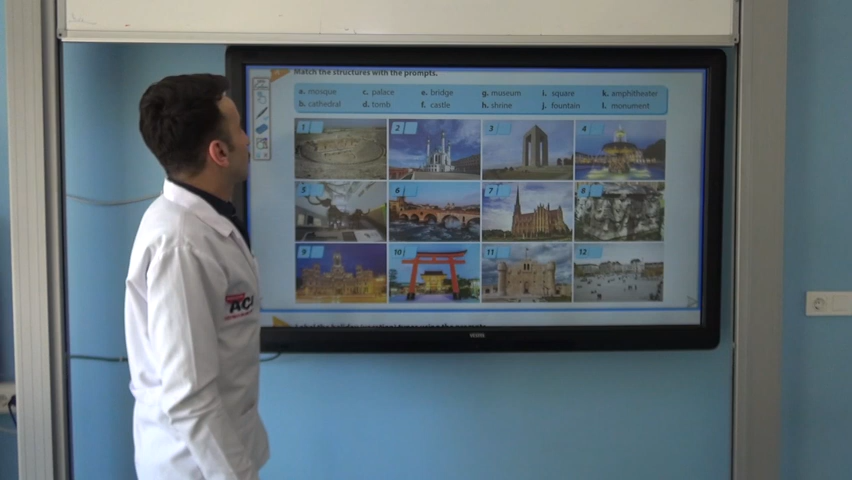 Match the structures with the prompts.
a. mosque c. palace e. bridge g. museum i. square k. amphitheater
b. cathedral d. tomb f. castle h. shrine j. fountain l. monument
1 2 3 4
5 6 7 8
9 10 11 12